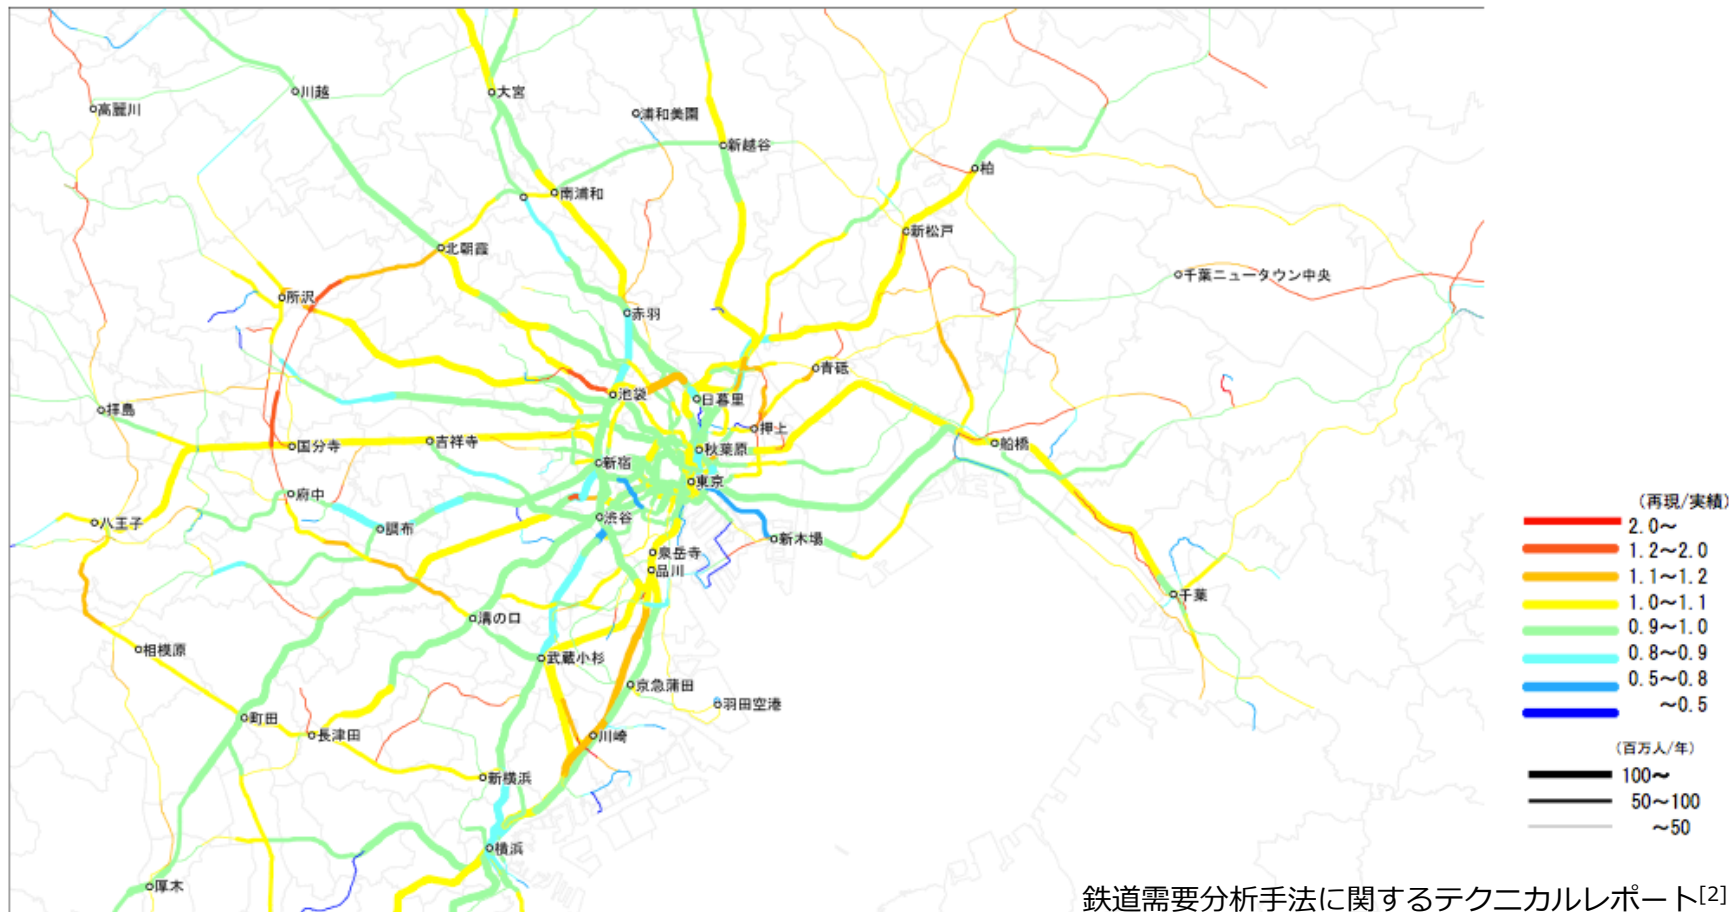 高麗川
川越
大宮
浦和美園
新越谷
柏
南浦和
北朝霞
新松戸
千葉ニュータウン中央
所沢
赤羽
青砥
池袋
日暮里
拝島
押上
国分寺
吉祥寺
秋葉原
船橋
新宿
東京
府中
八王子
調布
渋谷
新木場
泉岳寺
品川
千葉
溝の口
相模原
武蔵小杉
京急蒲田
羽田空港
町田
長津田
川崎
新横浜
横浜
厚木
(再現/実績)
2.0～
1.2～2.0
1.1～1.2
1.0～1.1
0.9～1.0
0.8～0.9
0.5～0.8
～0.5
(百万人/年)
100～
50～100
～50
鉄道需要分析手法に関するテクニカルレポート[2]